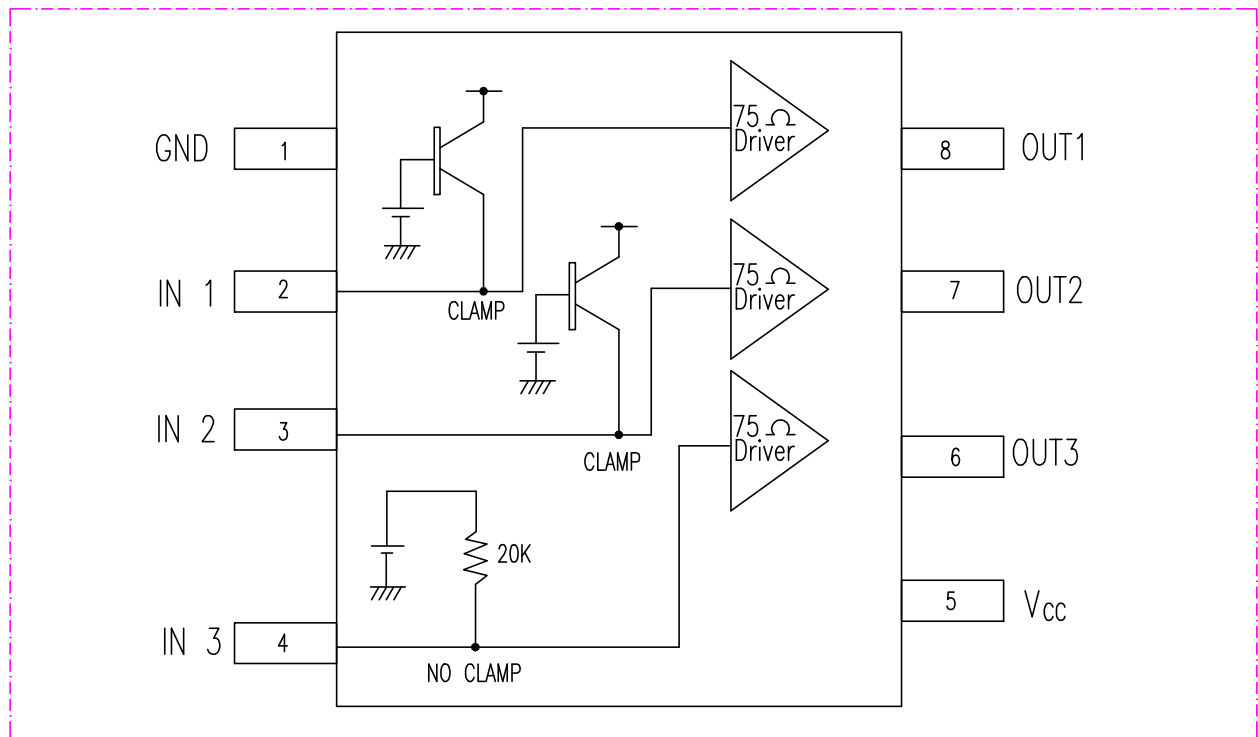 GND 1
IN 1 2
IN 2 3
IN 3 4
CLAMP
CLAMP
20K
NO CLAMP
75 Ω
Driver
75 Ω
Driver
75 Ω
Driver
8 OUT1
7 OUT2
6 OUT3
5 VCC